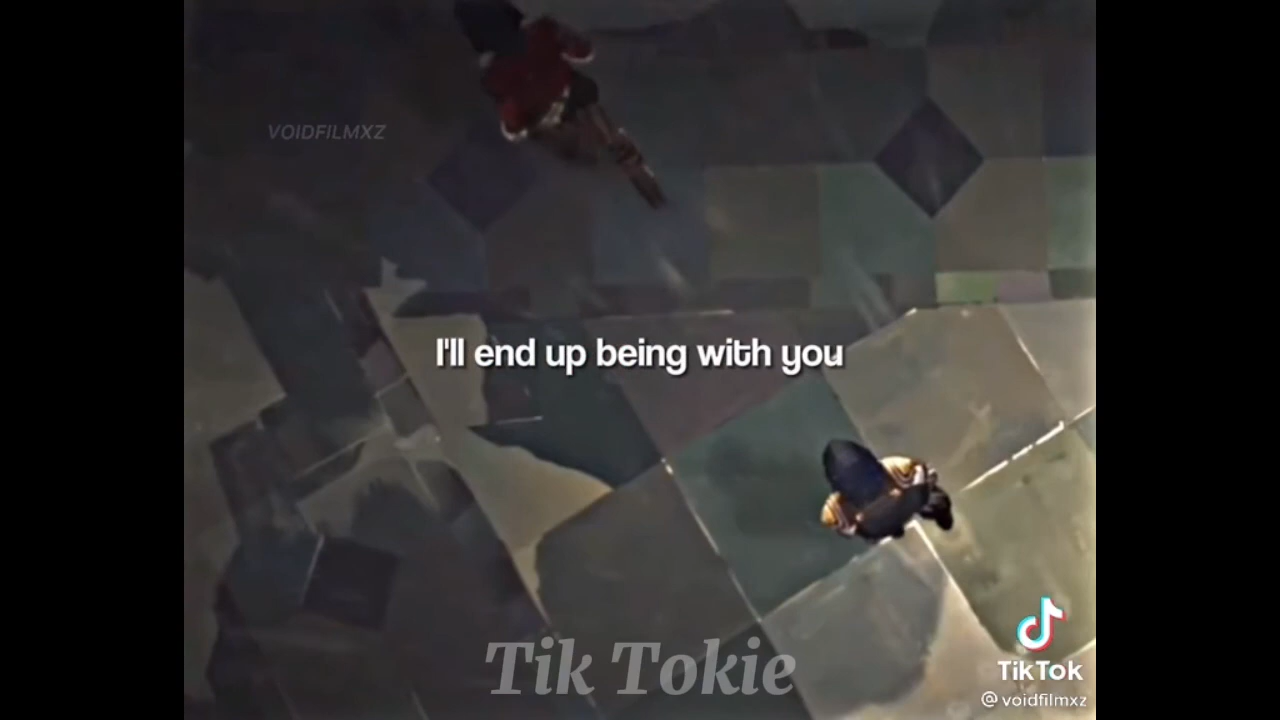 VOIDFILMXZ
I'll end up being with you
Tik Tokie
TikTok
@voidfilmxz